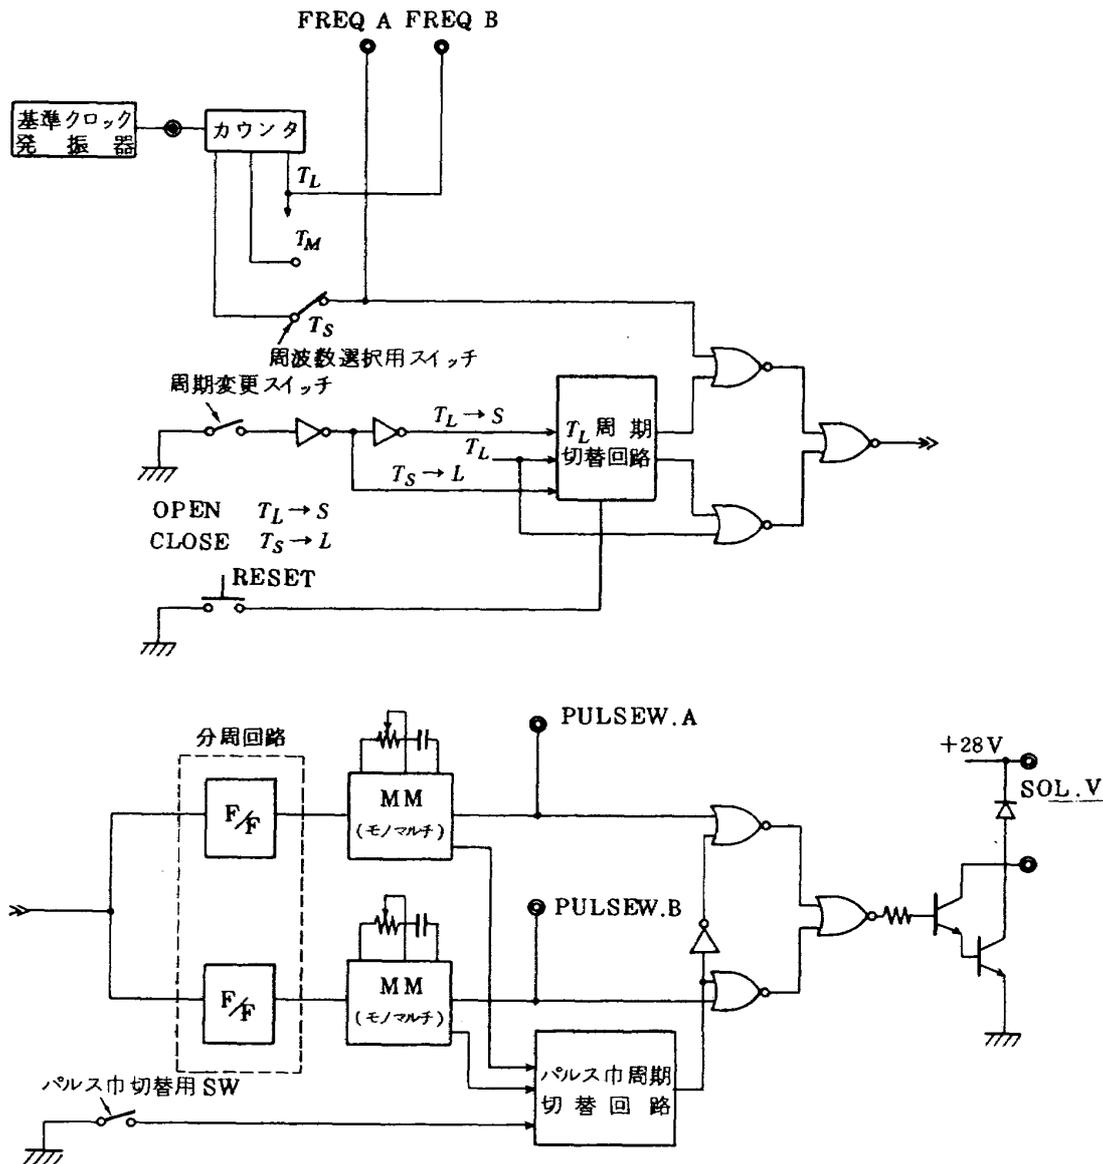 FREQ A FREQ B
基準クロック
発振器
カウンタ
T_L
T_M
T_S
周波数選択用スイッチ
周期変更スイッチ
T_L→S
T_L
T_S→L
T_L周期
切替回路
OPEN T_L→S
CLOSE T_S→L
RESET
分周回路
F/F
MM
(モノマルチ)
PULSEW.A
+28V
SOL.V
F/F
MM
(モノマルチ)
PULSEW.B
パルス巾切替用SW
パルス巾周期
切替回路